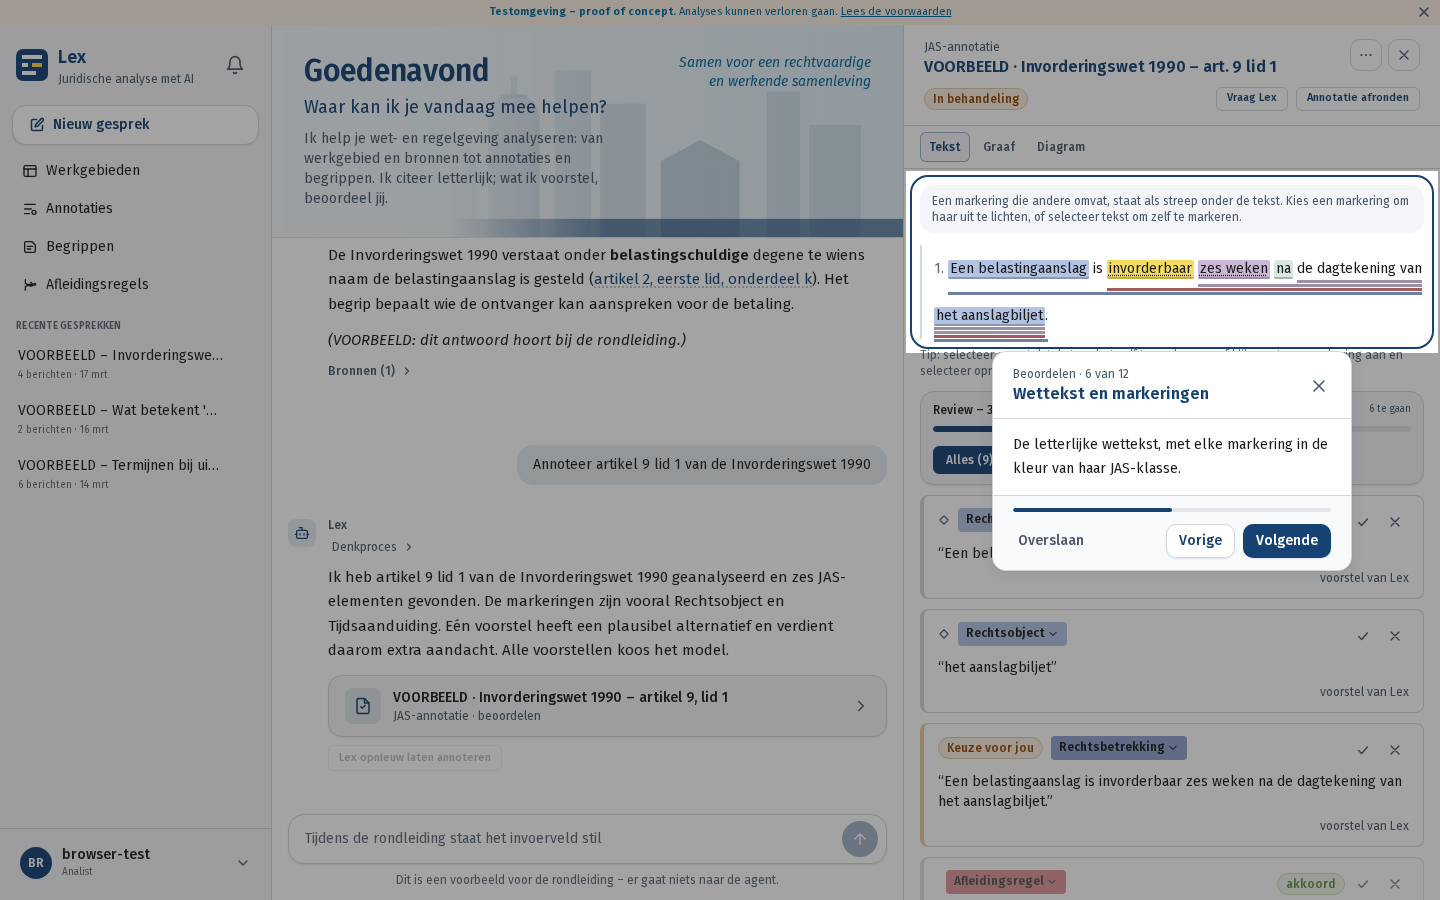 Testomgeving – proof of concept. Analyses kunnen verloren gaan. Lees de voorwaarden
Lex
Juridische analyse met AI
Nieuw gesprek
Werkgebieden
Annotaties
Begrippen
Afleidingsregels
RECENTE GESPREKKEN
VOORBEELD – Invorderingswe…
4 berichten · 17 mrt
VOORBEELD – Wat betekent '…
2 berichten · 16 mrt
VOORBEELD – Termijnen bij ui…
6 berichten · 14 mrt
BR
browser-test
Analist
Goedenavond
Samen voor een rechtvaardige
en werkende samenleving
Waar kan ik je vandaag mee helpen?
Ik help je wet- en regelgeving analyseren: van
werkgebied en bronnen tot annotaties en
begrippen. Ik citeer letterlijk; wat ik voorstel,
beoordeel jij.
De Invorderingswet 1990 verstaat onder belastingschuldige degene te wiens
naam de belastingaanslag is gesteld (artikel 2, eerste lid, onderdeel k). Het
begrip bepaalt wie de ontvanger kan aanspreken voor de betaling.
(VOORBEELD: dit antwoord hoort bij de rondleiding.)
Bronnen (1)
Annoteer artikel 9 lid 1 van de Invorderingswet 1990
Lex
Denkproces
Ik heb artikel 9 lid 1 van de Invorderingswet 1990 geanalyseerd en zes JAS-
elementen gevonden. De markeringen zijn vooral Rechtsobject en
Tijdsaanduiding. Eén voorstel heeft een plausibel alternatief en verdient
daarom extra aandacht. Alle voorstellen koos het model.
VOORBEELD · Invorderingswet 1990 – artikel 9, lid 1
JAS-annotatie · beoordelen
Lex opnieuw laten annoteren
Tijdens de rondleiding staat het invoerveld stil
Dit is een voorbeeld voor de rondleiding – er gaat niets naar de agent.
JAS-annotatie
VOORBEELD · Invorderingswet 1990 – art. 9 lid 1
In behandeling
Vraag Lex
Annotatie afronden
Tekst
Graaf
Diagram
Een markering die andere omvat, staat als streep onder de tekst. Kies een markering om
haar uit te lichten, of selecteer tekst om zelf te markeren.
1. Een belastingaanslag is invorderbaar zes weken na de dagtekening van
het aanslagbiljet.
Tip: selecteer
aan en
selecteer
Beoordelen · 6 van 12
Wettekst en markeringen
De letterlijke wettekst, met elke markering in de
kleur van haar JAS-klasse.
Overslaan
Vorige
Volgende
Review – 3
6 te gaan
Alles (9)
Rech
“Een bel
voorstel van Lex
Rechtsobject
“het aanslagbiljet”
voorstel van Lex
Keuze voor jou
Rechtsbetrekking
“Een belastingaanslag is invorderbaar zes weken na de dagtekening van
het aanslagbiljet.”
voorstel van Lex
Afleidingsregel
akkoord